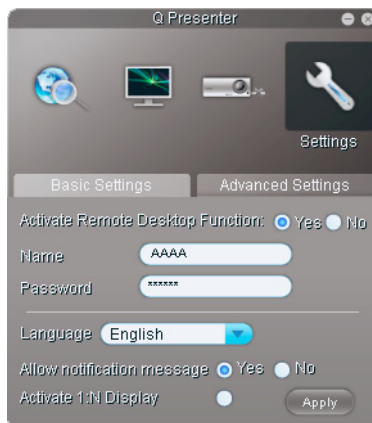 Q Presenter
Settings
Basic Settings Advanced Settings
Activate Remote Desktop Function: Yes No
Name AAAA
Password ******
Language English
Allow notification message Yes No
Activate 1:N Display Apply